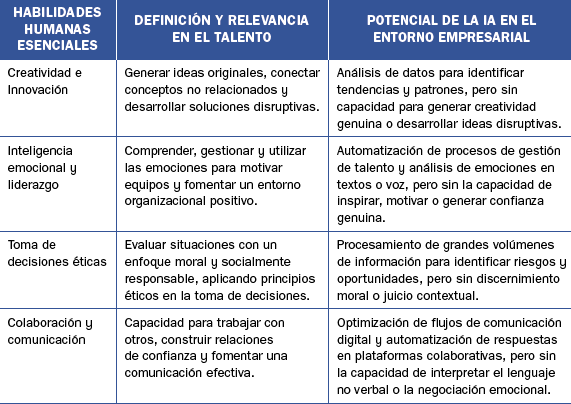 HABILIDADES
HUMANAS
ESENCIALES
DEFINICIÓN Y RELEVANCIA
EN EL TALENTO
POTENCIAL DE LA IA EN EL
ENTORNO EMPRESARIAL
Creatividad e
Innovación
Generar ideas originales, conectar
conceptos no relacionados y
desarrollar soluciones disruptivas.
Análisis de datos para identificar
tendencias y patrones, pero sin
capacidad para generar creatividad
genuina o desarrollar ideas disruptivas.
Inteligencia
emocional y
liderazgo
Comprender, gestionar y utilizar
las emociones para motivar
equipos y fomentar un entorno
organizacional positivo.
Automatización de procesos de gestión
de talento y análisis de emociones en
textos o voz, pero sin la capacidad de
inspirar, motivar o generar confianza
genuina.
Toma de
decisiones éticas
Evaluar situaciones con un
enfoque moral y socialmente
responsable, aplicando principios
éticos en la toma de decisiones.
Procesamiento de grandes volúmenes
de información para identificar riesgos y
oportunidades, pero sin discernimiento
moral o juicio contextual.
Colaboración y
comunicación
Capacidad para trabajar con
otros, construir relaciones
de confianza y fomentar una
comunicación efectiva.
Optimización de flujos de comunicación
digital y automatización de respuestas
en plataformas colaborativas, pero sin
la capacidad de interpretar el lenguaje
no verbal o la negociación emocional.